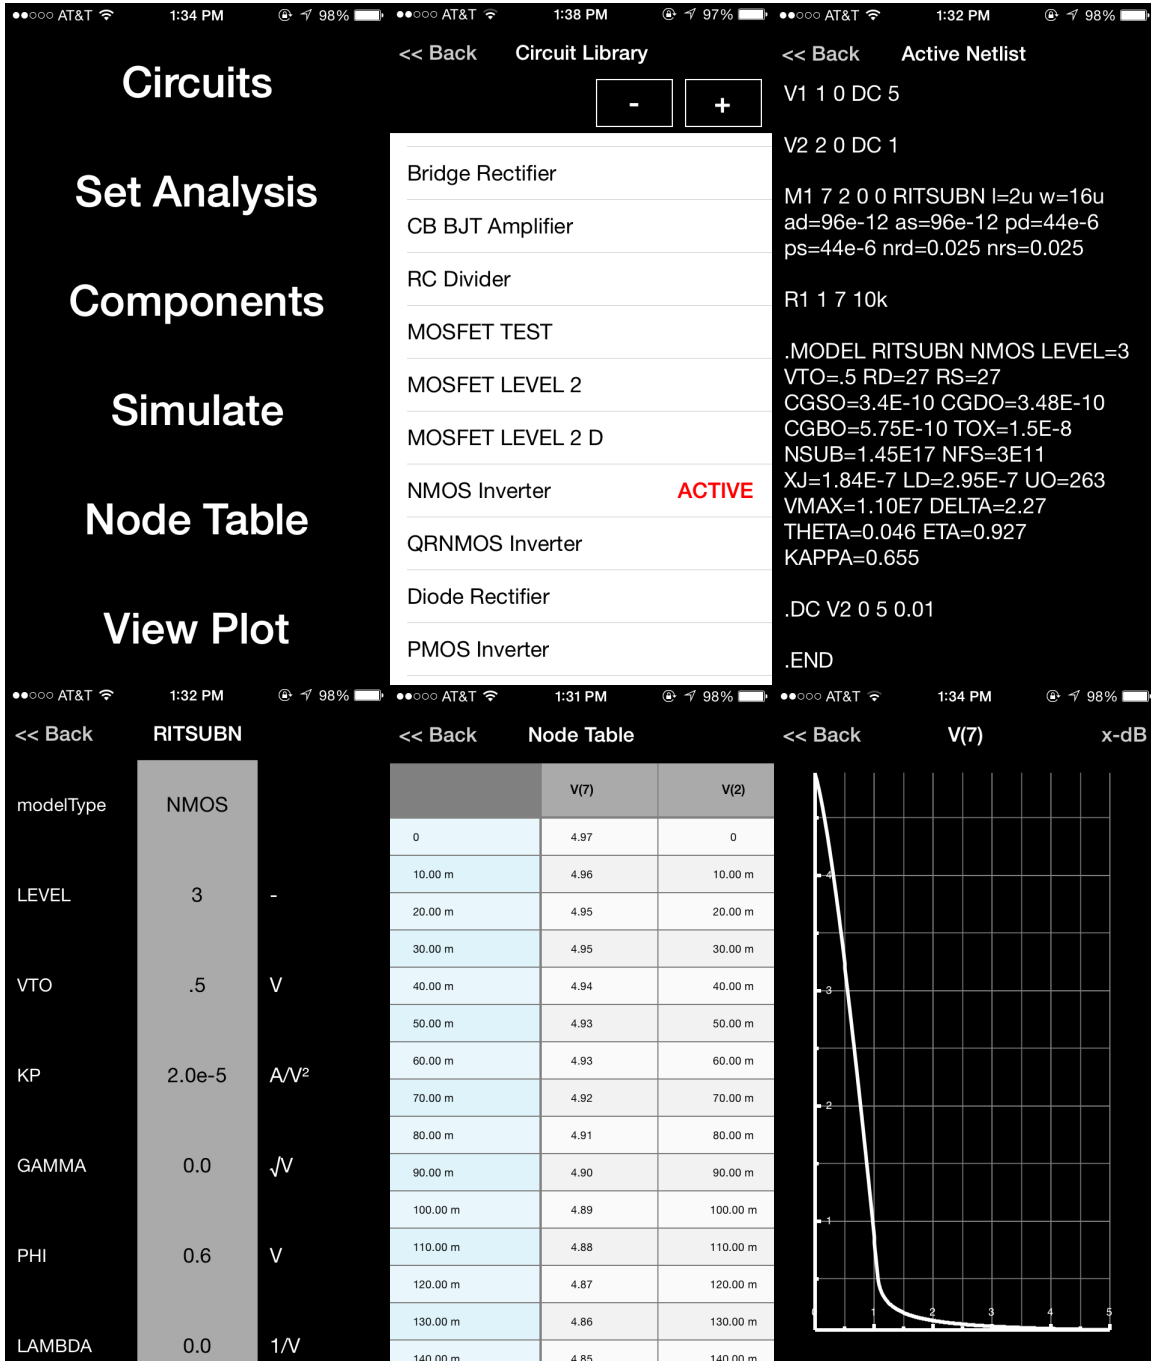 ●●○○○ AT&T 1:34 PM 98%
Circuits
Set Analysis
Components
Simulate
Node Table
View Plot
●●○○○ AT&T 1:38 PM 97%
<< Back Circuit Library
- +
Bridge Rectifier
CB BJT Amplifier
RC Divider
MOSFET TEST
MOSFET LEVEL 2
MOSFET LEVEL 2 D
NMOS Inverter ACTIVE
QRNMOS Inverter
Diode Rectifier
PMOS Inverter
●●○○○ AT&T 1:32 PM 98%
<< Back Active Netlist
V1 1 0 DC 5
V2 2 0 DC 1
M1 7 2 0 0 RITSUBN l=2u w=16u
ad=96e-12 as=96e-12 pd=44e-6
ps=44e-6 nrd=0.025 nrs=0.025
R1 1 7 10k
.MODEL RITSUBN NMOS LEVEL=3
VTO=.5 RD=27 RS=27
CGSO=3.4E-10 CGDO=3.48E-10
CGBO=5.75E-10 TOX=1.5E-8
NSUB=1.45E17 NFS=3E11
XJ=1.84E-7 LD=2.95E-7 UO=263
VMAX=1.10E7 DELTA=2.27
THETA=0.046 ETA=0.927
KAPPA=0.655
.DC V2 0 5 0.01
.END
●●○○○ AT&T 1:32 PM 98%
<< Back RITSUBN
modelType NMOS
LEVEL 3 -
VTO .5 V
KP 2.0e-5 A/V²
GAMMA 0.0 √V
PHI 0.6 V
LAMBDA 0.0 1/V
●●○○○ AT&T 1:31 PM 98%
<< Back Node Table
V(7) V(2)
0 4.97 0
10.00 m 4.96 10.00 m
20.00 m 4.95 20.00 m
30.00 m 4.95 30.00 m
40.00 m 4.94 40.00 m
50.00 m 4.93 50.00 m
60.00 m 4.93 60.00 m
70.00 m 4.92 70.00 m
80.00 m 4.91 80.00 m
90.00 m 4.90 90.00 m
100.00 m 4.89 100.00 m
110.00 m 4.88 110.00 m
120.00 m 4.87 120.00 m
130.00 m 4.86 130.00 m
140.00 m 4.85 140.00 m
●●○○○ AT&T 1:34 PM 98%
<< Back V(7) x-dB
4
3
2
1
0 1 2 3 4 5